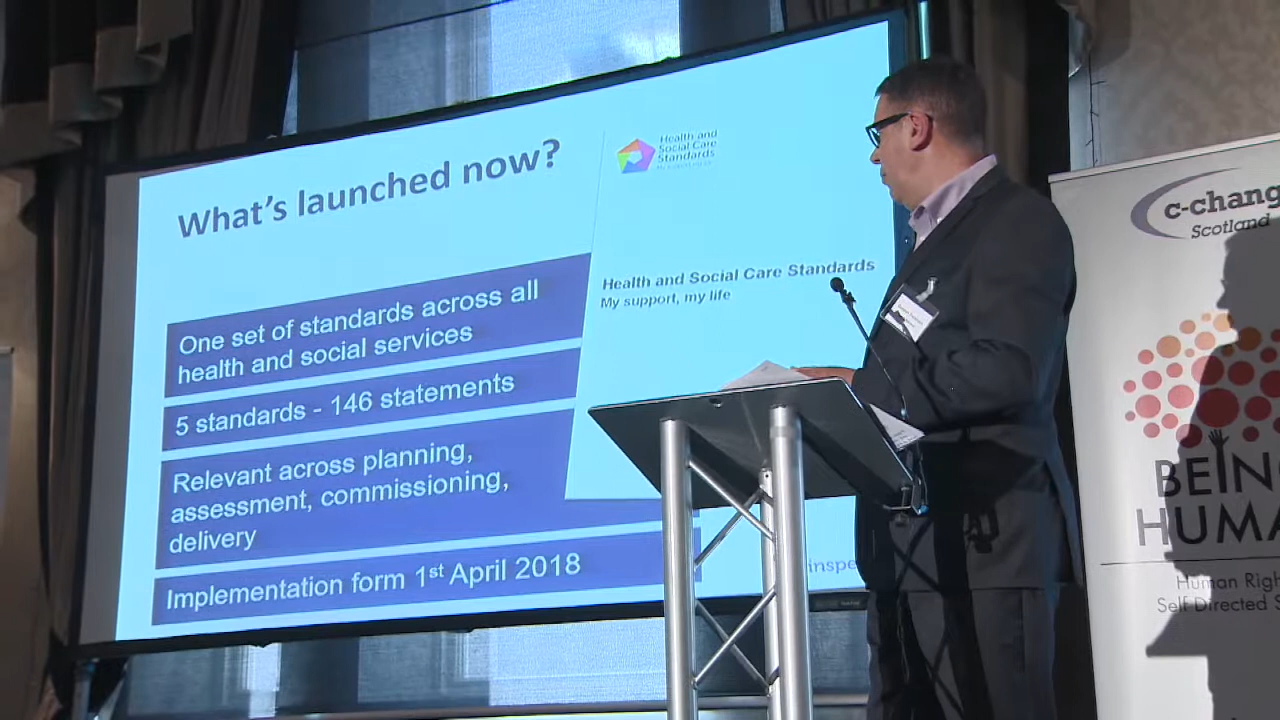 What's launched now?
One set of standards across all
health and social services
5 standards - 146 statements
Relevant across planning,
assessment, commissioning,
delivery
Implementation form 1st April 2018
Health and
Social Care
Standards
Health and Social Care Standards
My support, my life
inspe
c-chang
Scotland
BEING
HUMA
Human Righ
Self Directed S